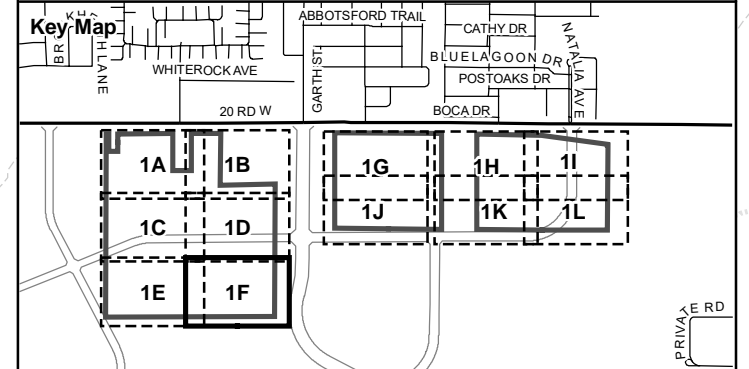 Key Map
ABBOTSFORD TRAIL
CATHY DR
NATALIA AVE
BLUELAGOON DR
WHITEROCK AVE
POSTOAKS DR
GARTH ST
20 RD W
BOCA DR
1A
1B
1G
1H
1I
1C
1D
1J
1K
1L
1E
1F
PRIVATE RD